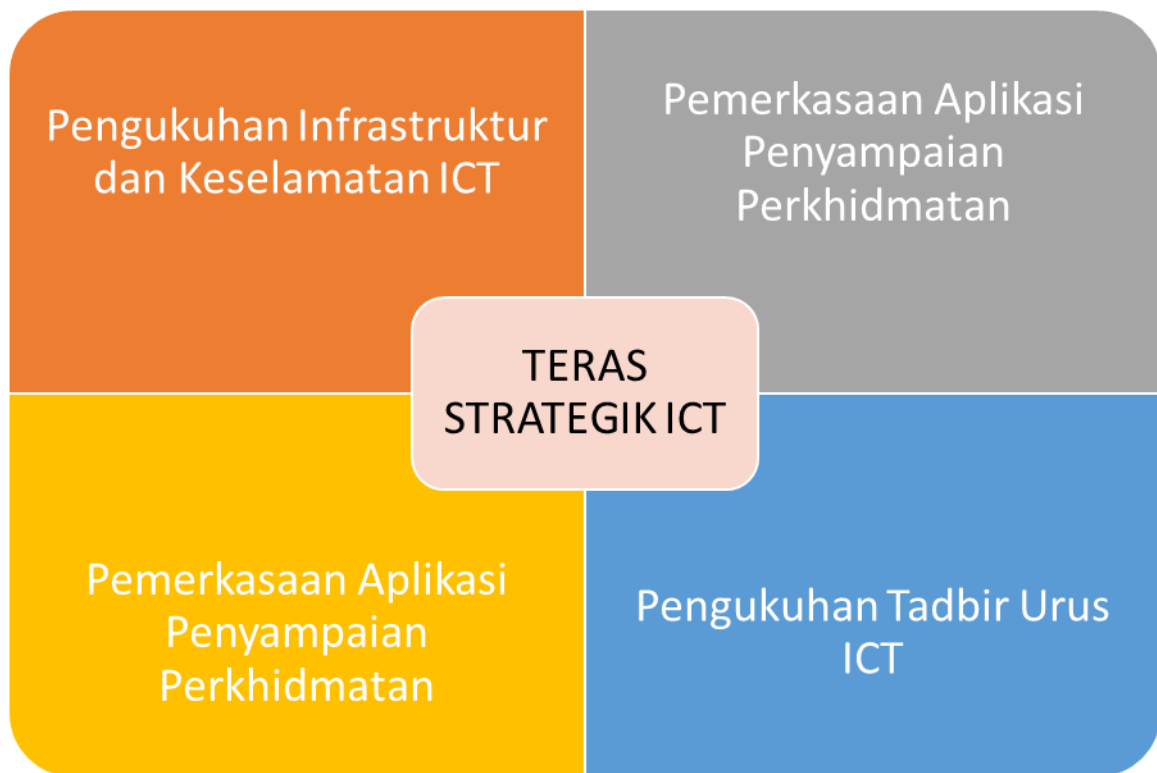 Pengukuhan Infrastruktur
dan Keselamatan ICT
Pemerkasaan Aplikasi
Penyampaian
Perkhidmatan
TERAS
STRATEGIK ICT
Pemerkasaan Aplikasi
Penyampaian
Perkhidmatan
Pengukuhan Tadbir Urus
ICT